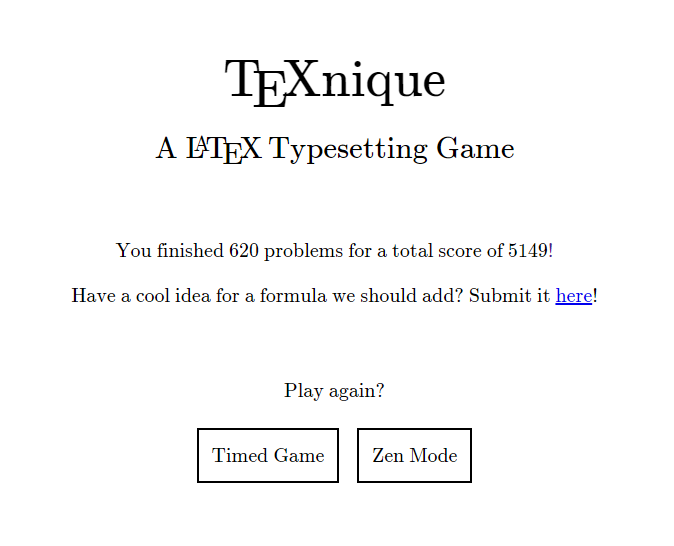 TEXnique
A LATEX Typesetting Game
You finished 620 problems for a total score of 5149!
Have a cool idea for a formula we should add? Submit it here!
Play again?
Timed Game Zen Mode